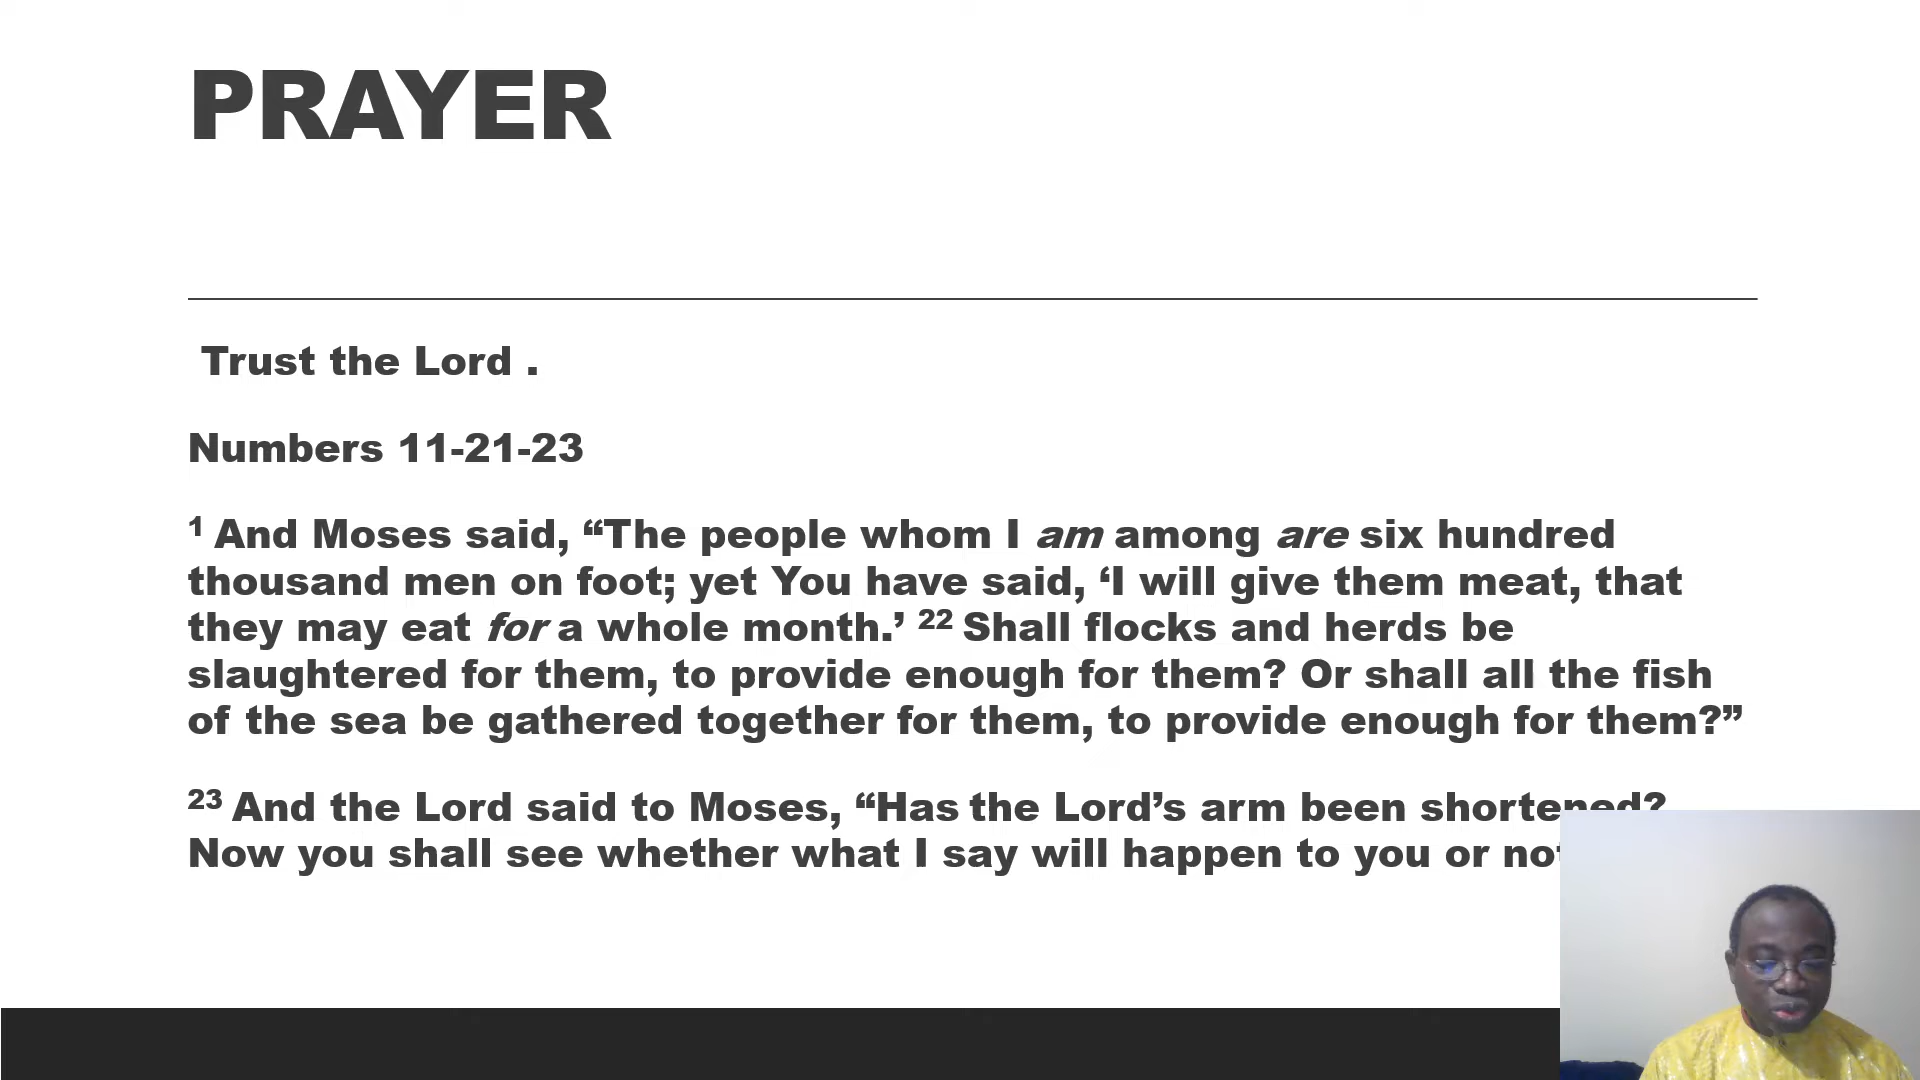 PRAYER
Trust the Lord .
Numbers 11-21-23
1 And Moses said, “The people whom I am among are six hundred
thousand men on foot; yet You have said, ‘I will give them meat, that
they may eat for a whole month.’ 22 Shall flocks and herds be
slaughtered for them, to provide enough for them? Or shall all the fish
of the sea be gathered together for them, to provide enough for them?”
23 And the Lord said to Moses, “Has the Lord’s arm been shortened?
Now you shall see whether what I say will happen to you or not